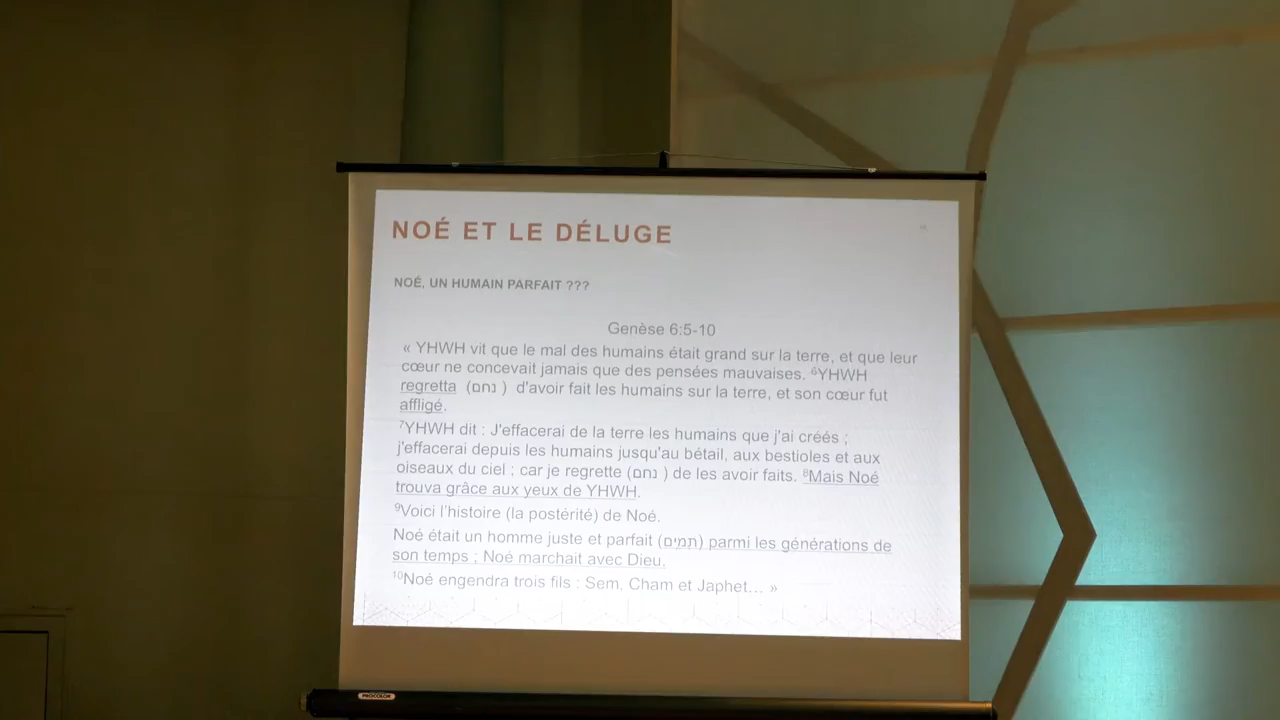 NOÉ ET LE DÉLUGE
NOÉ, UN HUMAIN PARFAIT ???
Genèse 6:5-10
« YHWH vit que le mal des humains était grand sur la terre, et que leur
cœur ne concevait jamais que des pensées mauvaises. ⁶YHWH
regretta (נחם ) d'avoir fait les humains sur la terre, et son cœur fut
affligé.
⁷YHWH dit : J'effacerai de la terre les humains que j'ai créés ;
j'effacerai depuis les humains jusqu'au bétail, aux bestioles et aux
oiseaux du ciel ; car je regrette (נחם ) de les avoir faits. ⁸Mais Noé
trouva grâce aux yeux de YHWH.
⁹Voici l'histoire (la postérité) de Noé.
Noé était un homme juste et parfait (תמים) parmi les générations de
son temps ; Noé marchait avec Dieu.
¹⁰Noé engendra trois fils : Sem, Cham et Japhet… »
PROCOLOR